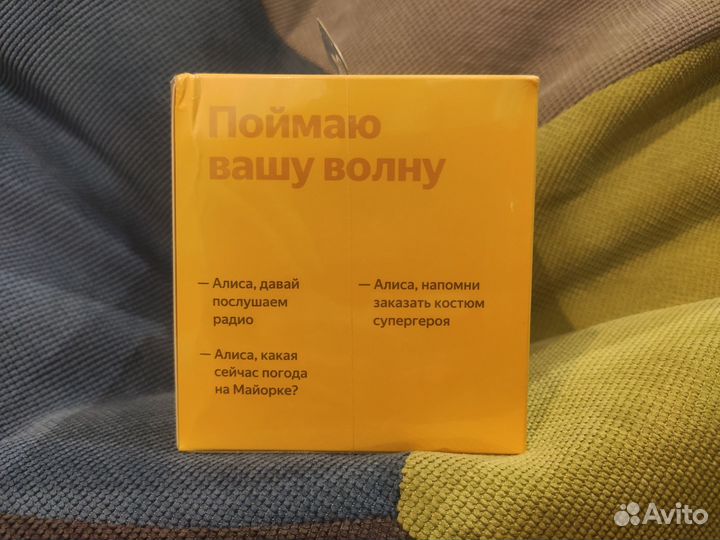 Поймаю
вашу волну
— Алиса, давай
послушаем
радио
— Алиса, какая
сейчас погода
на Майорке?
— Алиса, напомни
заказать костюм
супергероя
Avito